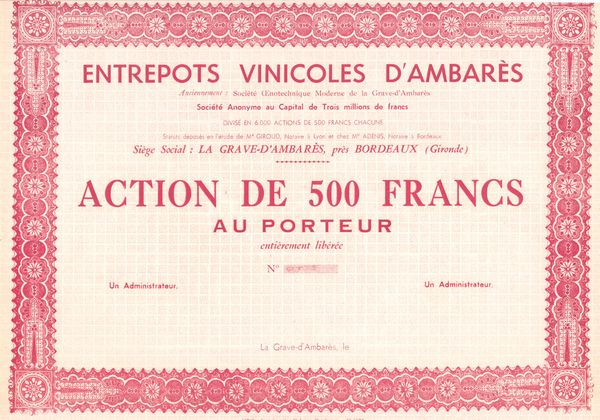 ENTREPOTS VINICOLES D'AMBARÈS
Anciennement : Société Œnotechnique Moderne de la Grave-d'Ambarès
Société Anonyme au Capital de Trois millions de francs
DIVISÉ EN 6.000 ACTIONS DE 500 FRANCS CHACUNE
Statuts déposés en l'étude de Me GIROUD, Notaire à Lyon et chez Me AGENIS, Notaire à Bordeaux
Siège Social : LA GRAVE-D'AMBARÈS, près BORDEAUX (Gironde)
ACTION DE 500 FRANCS
AU PORTEUR
entièrement libérée
N°
Un Administrateur.
Un Administrateur.
La Grave-d'Ambarès, le